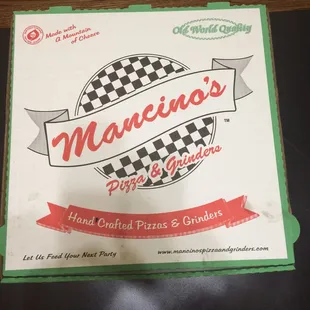 Made with
a Mountain
of Cheese
Old World Quality
Mancino's
TM
Pizza & Grinders
Hand Crafted Pizzas & Grinders
Let Us Feed Your Next Party
www.mancinospizzaandgrinders.com